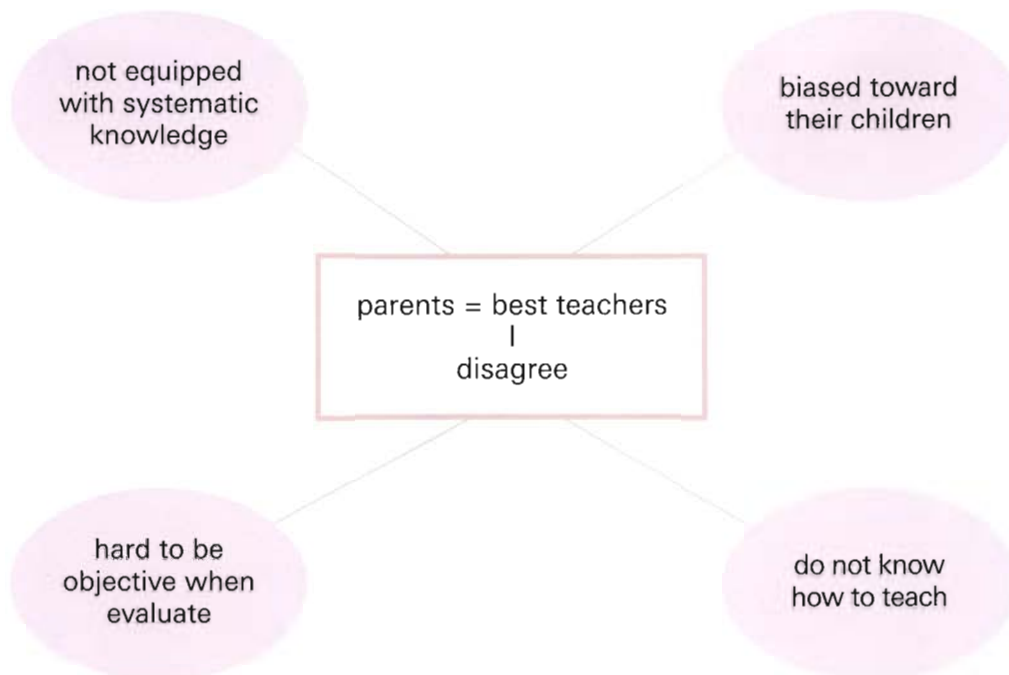 not equipped
with systematic
knowledge
biased toward
their children
parents = best teachers
|
disagree
hard to be
objective when
evaluate
do not know
how to teach